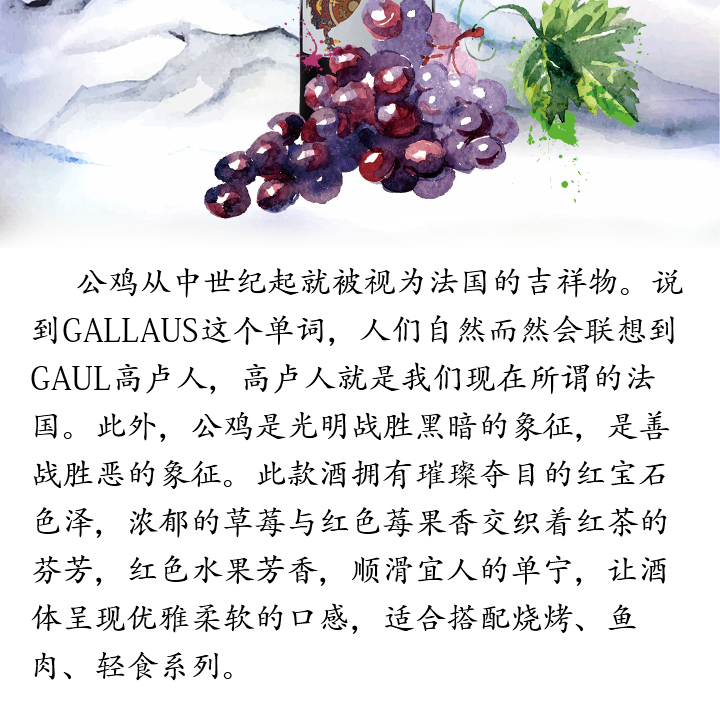 公鸡从中世纪起就被视为法国的吉祥物。说
到GALLAUS这个单词，人们自然而然会联想到
GAUL高卢人，高卢人就是我们现在所谓的法
国。此外，公鸡是光明战胜黑暗的象征，是善
战胜恶的象征。此款酒拥有璀璨夺目的红宝石
色泽，浓郁的草莓与红色莓果香交织着红茶的
芬芳，红色水果芳香，顺滑宜人的单宁，让酒
体呈现优雅柔软的口感，适合搭配烧烤、鱼
肉、轻食系列。